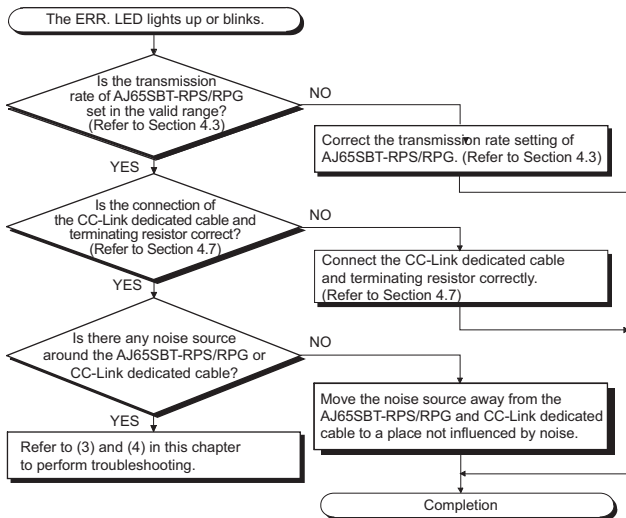 The ERR. LED lights up or blinks.
Is the transmission
rate of AJ65SBT-RPS/RPG
set in the valid range?
(Refer to Section 4.3)
NO
Correct the transmission rate setting of
AJ65SBT-RPS/RPG. (Refer to Section 4.3)
YES
Is the connection of
the CC-Link dedicated cable and
terminating resistor correct?
(Refer to Section 4.7)
NO
Connect the CC-Link dedicated cable
and terminating resistor correctly.
(Refer to Section 4.7)
YES
Is there any noise source
around the AJ65SBT-RPS/RPG or
CC-Link dedicated cable?
NO
Move the noise source away from the
AJ65SBT-RPS/RPG and CC-Link dedicated
cable to a place not influenced by noise.
YES
Refer to (3) and (4) in this chapter
to perform troubleshooting.
Completion